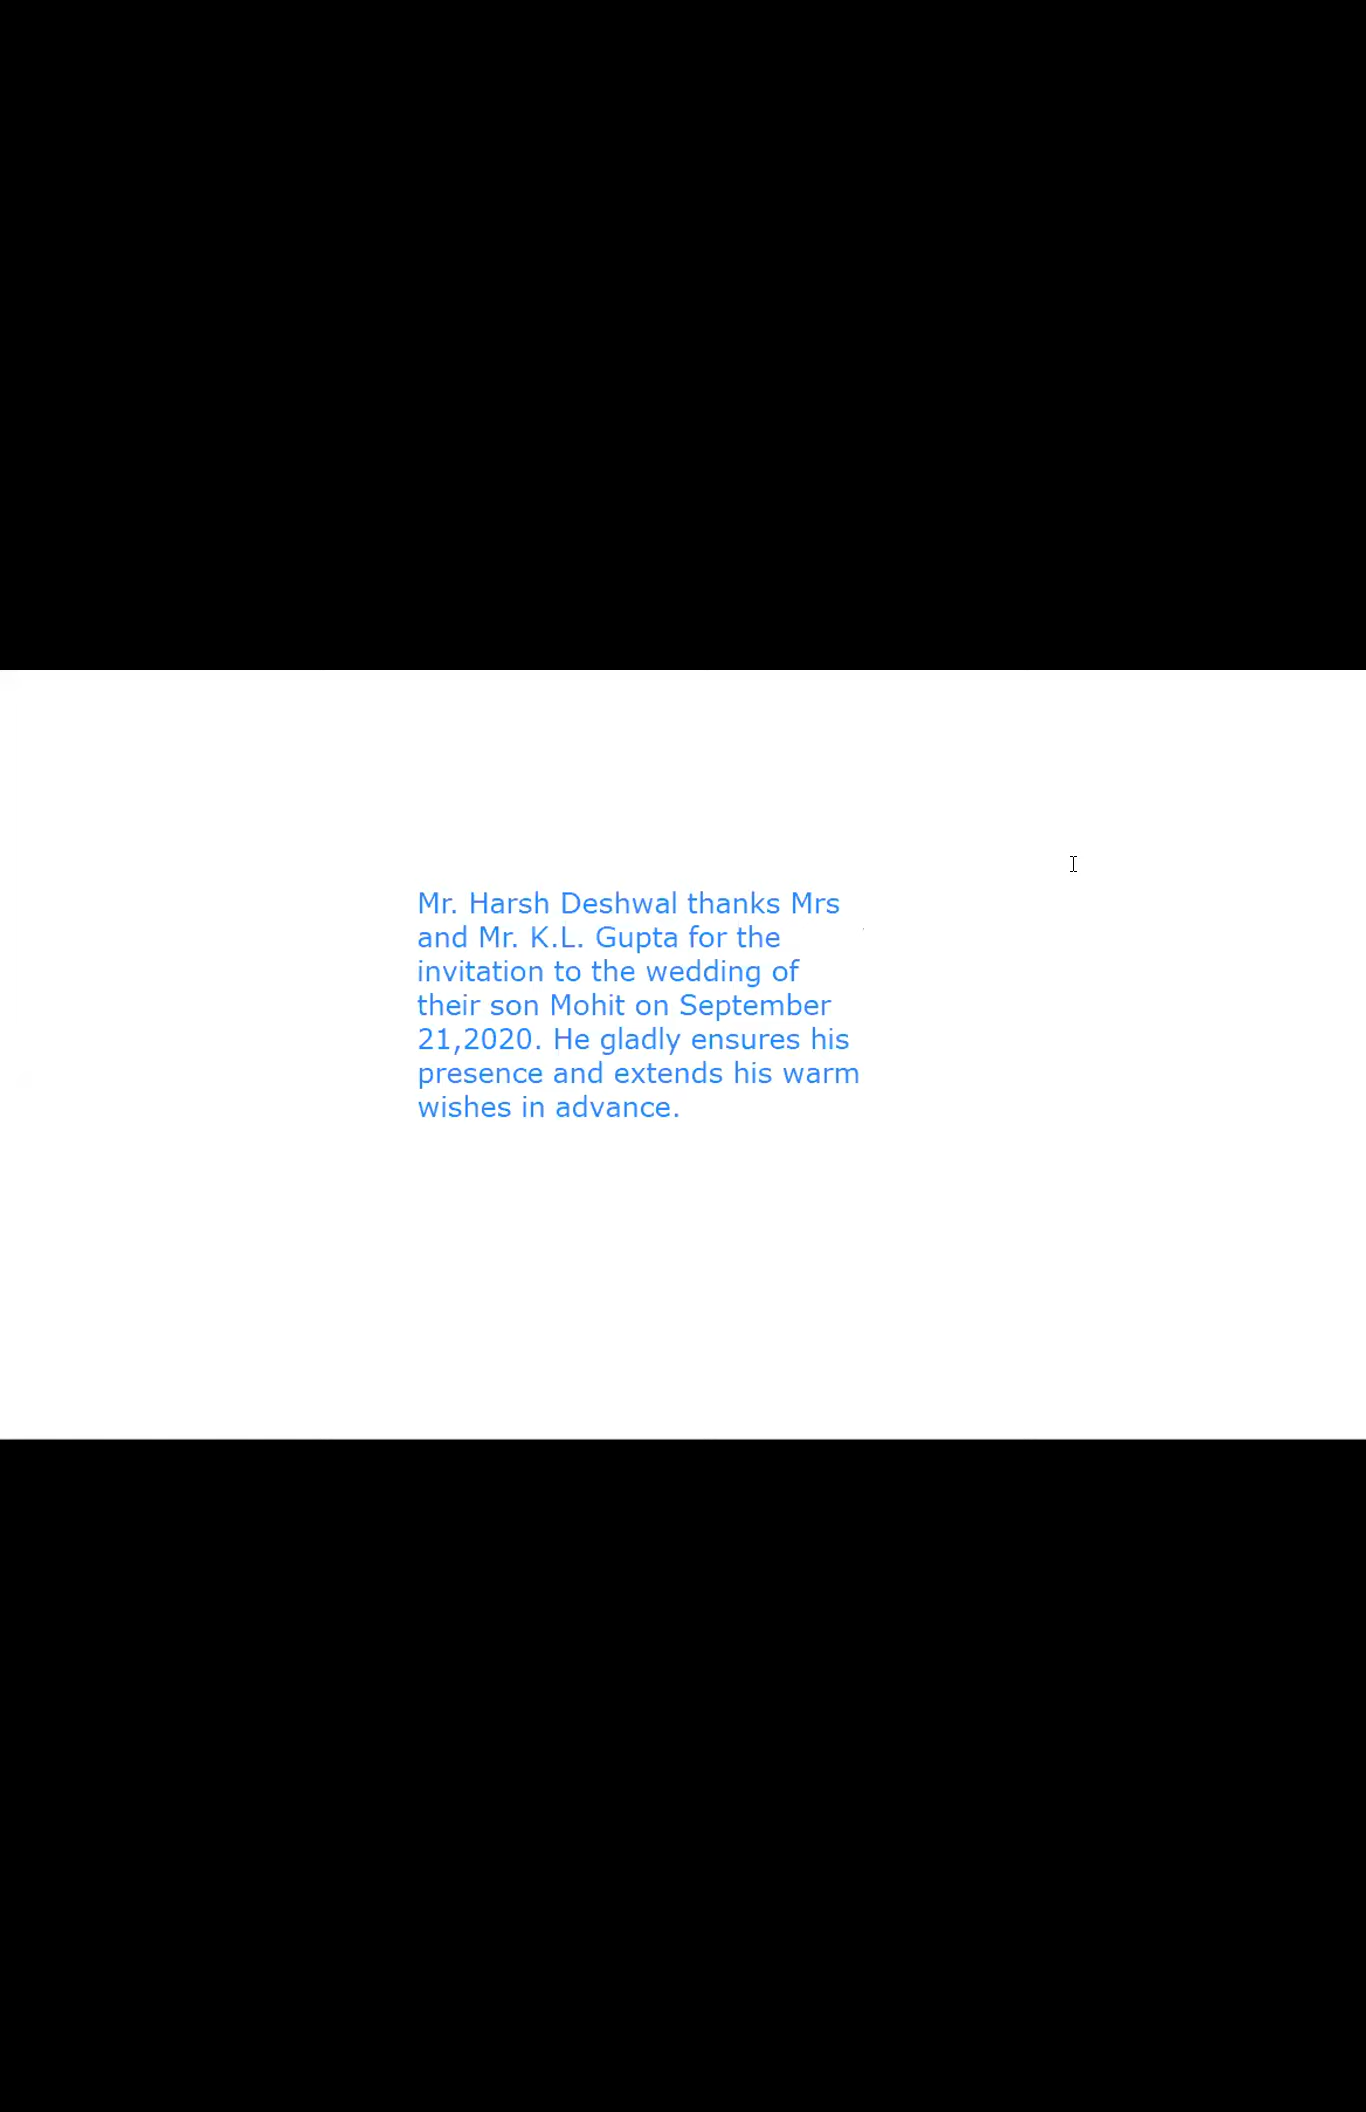 Mr. Harsh Deshwal thanks Mrs
and Mr. K.L. Gupta for the
invitation to the wedding of
their son Mohit on September
21,2020. He gladly ensures his
presence and extends his warm
wishes in advance.